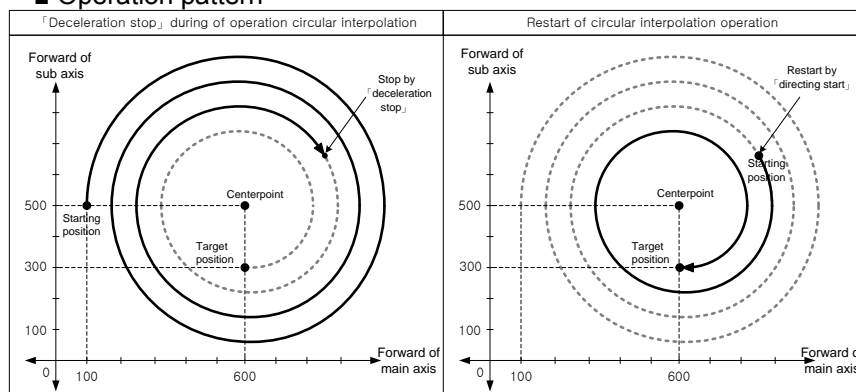 ■ Operation pattern
「Deceleration stop」 during of operation circular interpolation
Restart of circular interpolation operation
Forward of
sub axis
Stop by
「deceleration
stop」
Centerpoint
500
Starting
position
Target
position
300
100
0
100
600
Forward of
main axis
Forward of
sub axis
Restart by
「directing start」
Starting
position
Centerpoint
500
Target
position
300
100
0
100
600
Forward of
main axis